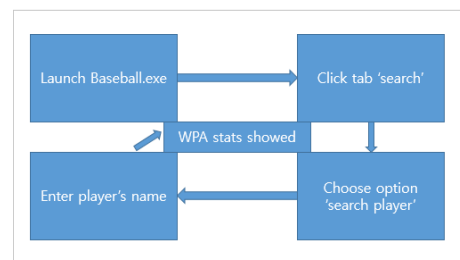 Launch Baseball.exe
Click tab ‘search’
WPA stats showed
Enter player’s name
Choose option
‘search player’